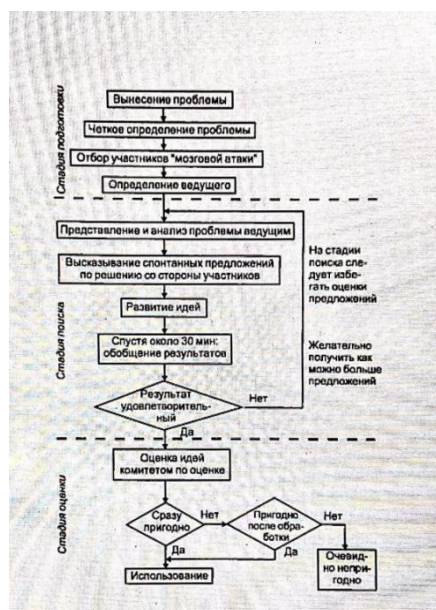 Стадия подготовки
Вынесение проблемы
Четкое определение проблемы
Отбор участников "мозговой атаки"
Определение ведущего
Стадия поиска
Представление и анализ проблемы ведущим
Высказывание спонтанных предложений
по решению со стороны участников
Развитие идей
Спустя около 30 мин:
обобщение результатов
Результат
удовлетворитель-
ный
Нет
Да
На стадии
поиска сле-
дует избе-
гать оценки
предложений
Желательно
получить как
можно больше
предложений
Стадия оценки
Оценка идей
комитетом по оценке
Сразу
пригодно
Нет
Да
Пригодно
после обра-
ботки
Нет
Да
Использование
Очевид-
но непри-
годно